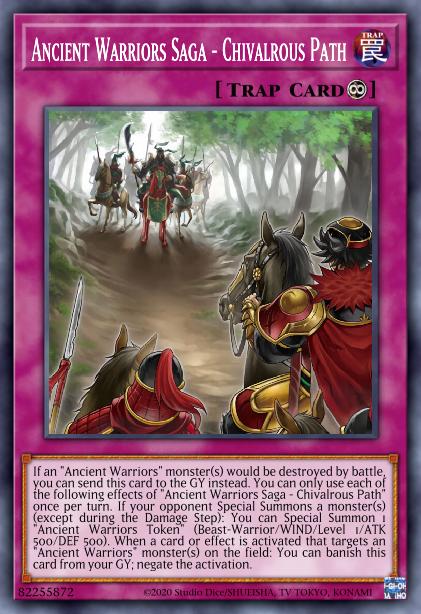 ANCIENT WARRIORS SAGA - CHIVALROUS PATH
TRAP
罠
[TRAP CARD]
If an "Ancient Warriors" monster(s) would be destroyed by battle,
you can send this card to the GY instead. You can only use each
of the following effects of "Ancient Warriors Saga - Chivalrous Path"
once per turn. If your opponent Special Summons a monster(s)
(except during the Damage Step): You can Special Summon 1
"Ancient Warriors Token" (Beast-Warrior/WIND/Level 1/ATK
500/DEF 500). When a card or effect is activated that targets an
"Ancient Warriors" monster(s) on the field: You can banish this
card from your GY; negate the activation.
82255872
©2020 Studio Dice/SHUEISHA, TV TOKYO, KONAMI